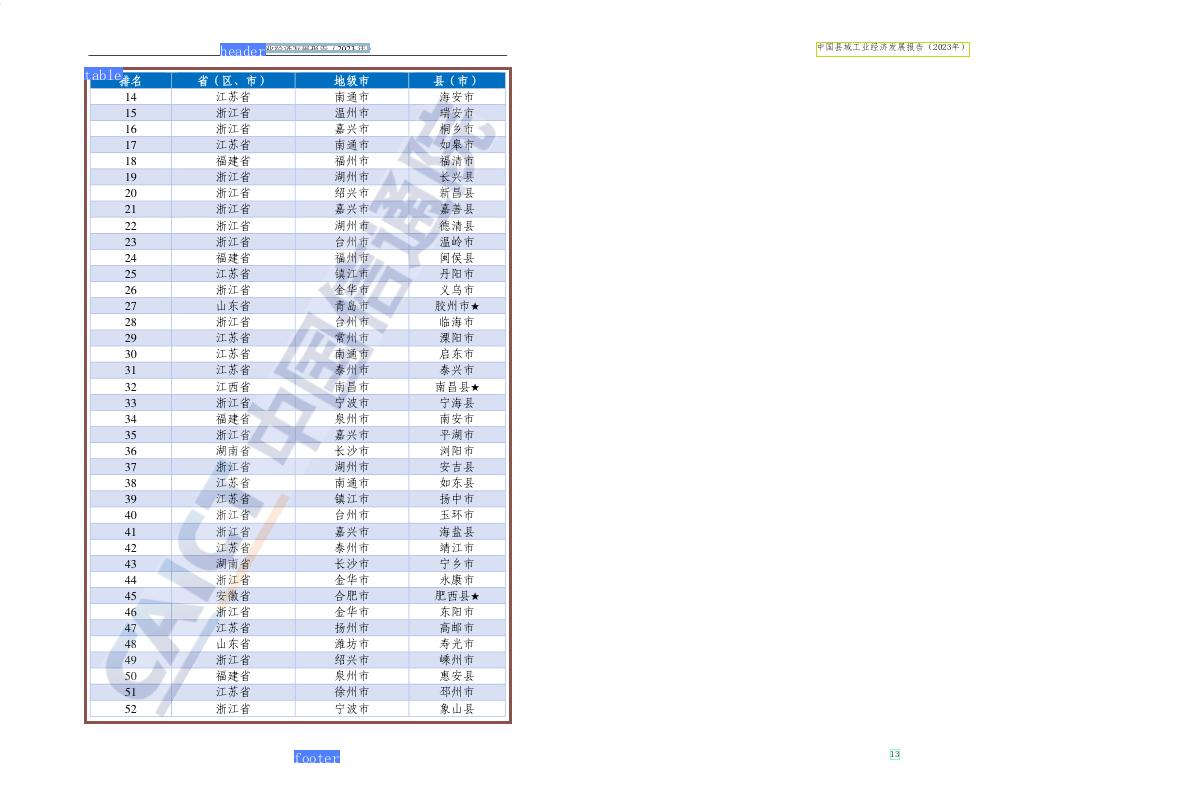 header
table
排名 省（区、市） 地级市 县（市）
14 江苏省 南通市 海安市
15 浙江省 温州市 瑞安市
16 浙江省 嘉兴市 桐乡市
17 江苏省 南通市 如皋市
18 福建省 福州市 福清市
19 浙江省 湖州市 长兴县
20 浙江省 绍兴市 新昌县
21 浙江省 嘉兴市 嘉善县
22 浙江省 湖州市 德清县
23 浙江省 台州市 温岭市
24 福建省 福州市 闽侯县
25 江苏省 镇江市 丹阳市
26 浙江省 金华市 义乌市
27 山东省 青岛市 胶州市★
28 浙江省 台州市 临海市
29 江苏省 常州市 溧阳市
30 江苏省 南通市 启东市
31 江苏省 泰州市 泰兴市
32 江西省 南昌市 南昌县★
33 浙江省 宁波市 宁海县
34 福建省 泉州市 南安市
35 浙江省 嘉兴市 平湖市
36 湖南省 长沙市 浏阳市
37 浙江省 湖州市 安吉县
38 江苏省 南通市 如东县
39 江苏省 镇江市 扬中市
40 浙江省 台州市 玉环市
41 浙江省 嘉兴市 海盐县
42 江苏省 泰州市 靖江市
43 湖南省 长沙市 宁乡市
44 浙江省 金华市 永康市
45 安徽省 合肥市 肥西县★
46 浙江省 金华市 东阳市
47 江苏省 扬州市 高邮市
48 山东省 潍坊市 寿光市
49 浙江省 绍兴市 嵊州市
50 福建省 泉州市 惠安县
51 江苏省 徐州市 邳州市
52 浙江省 宁波市 象山县
CAICT 中国信通院
footer
中国县域工业经济发展报告（2023年）
13